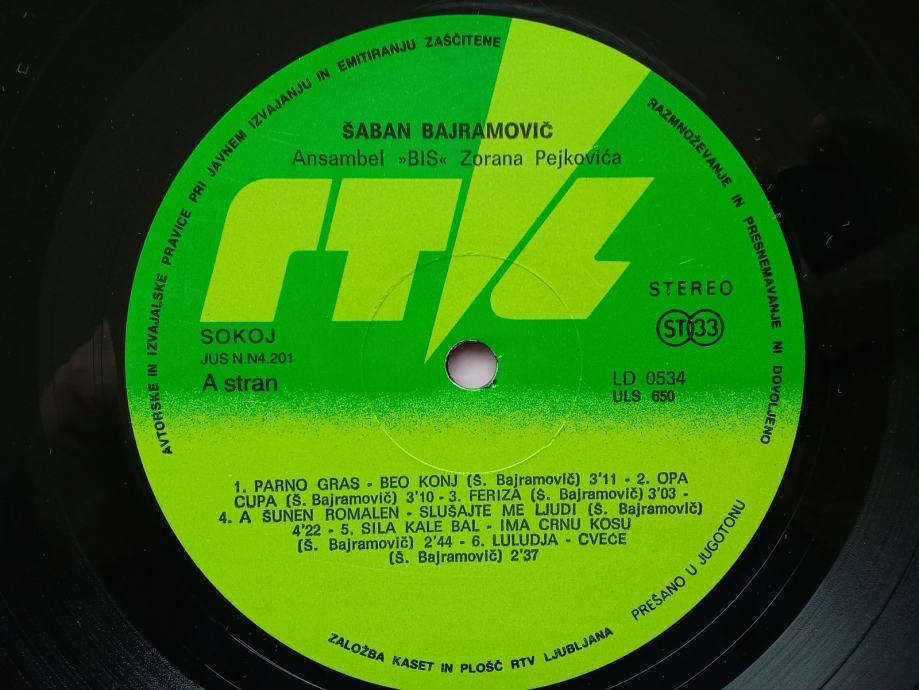 AVTORSKE IN IZVAJALSKE PRAVICE PRI JAVNEM IZVAJANJU IN EMITIRANJU ZAŠČITENE
RAZMNOŽEVANJE IN PRESNEMAVANJE NI DOVOLJENO
ŠABAN BAJRAMOVIČ
Ansambel »BIS« Zorana Pejkovića
rtvl
STEREO
ST 33
SOKOJ
JUS N.N4.201
A stran
LD 0534
ULS 650
1. PARNO GRAS - BEO KONJ (Š. Bajramovič) 3'11 - 2. OPA
CUPA (Š. Bajramovič) 3'10 - 3. FERIZA (Š. Bajramovič) 3'03 -
4. A ŠUNEN ROMALEN - SLUŠAJTE ME LJUDI (Š. Bajramovič)
4'22 - 5. SILA KALE BAL - IMA CRNU KOSU
(Š. Bajramovič) 2'44 - 6. LULUDJA - CVEĆE
(Š. Bajramovič) 2'37
PREŠANO U JUGOTONU
ZALOŽBA KASET IN PLOŠČ RTV LJUBLJANA